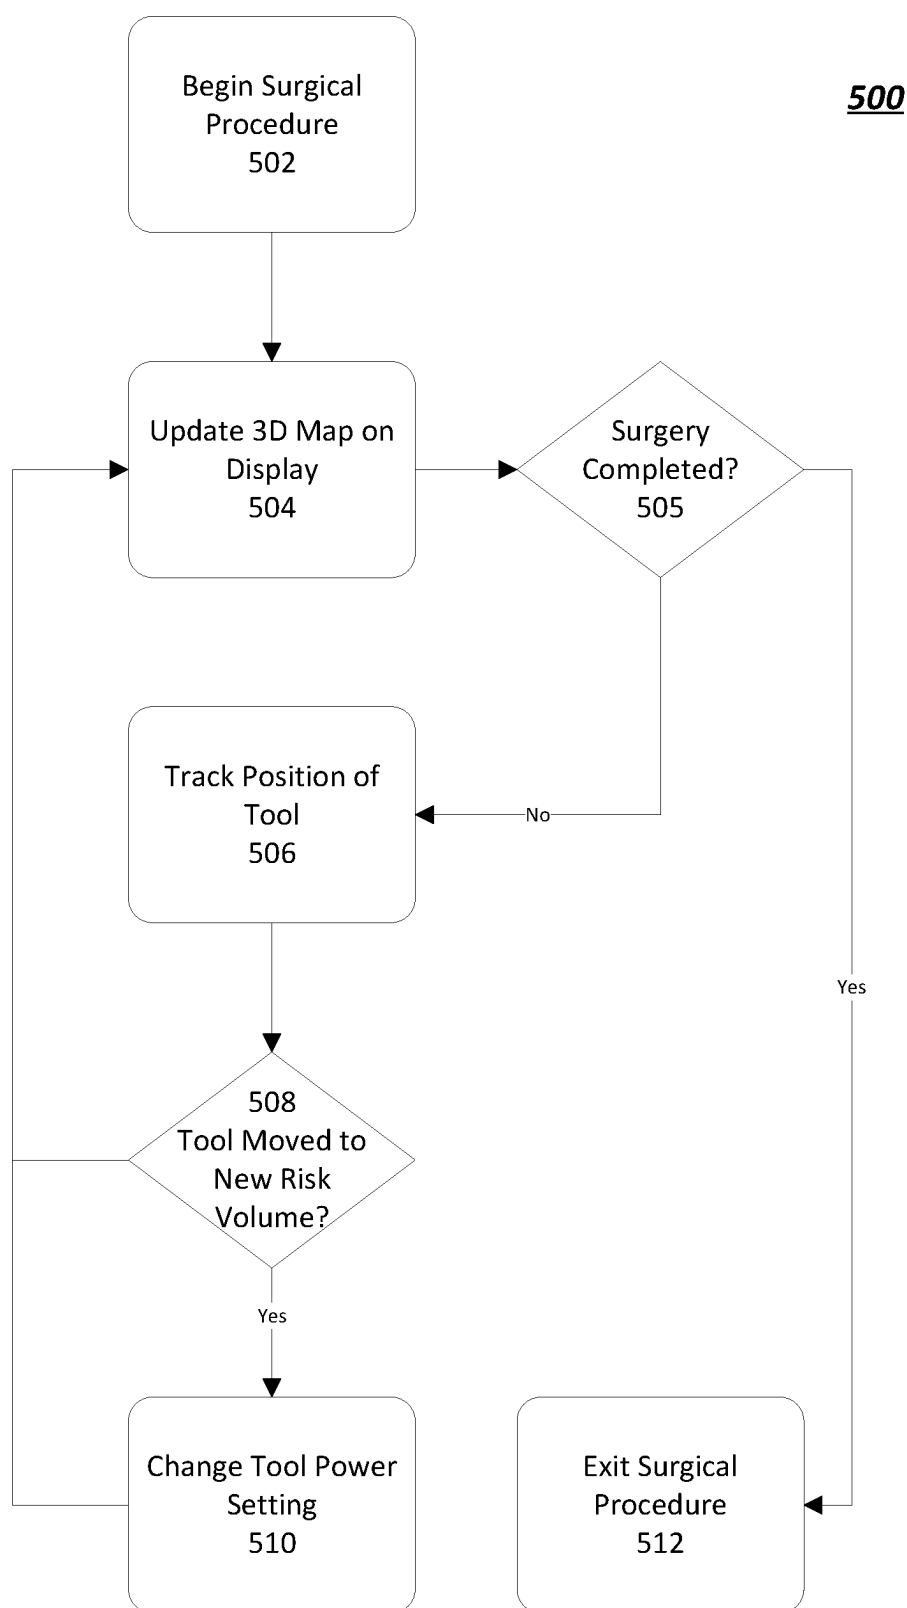 Begin Surgical
Procedure
502
500
Update 3D Map on
Display
504
Surgery
Completed?
505
Track Position of
Tool
506
No
Yes
508
Tool Moved to
New Risk
Volume?
Yes
Change Tool Power
Setting
510
Exit Surgical
Procedure
512